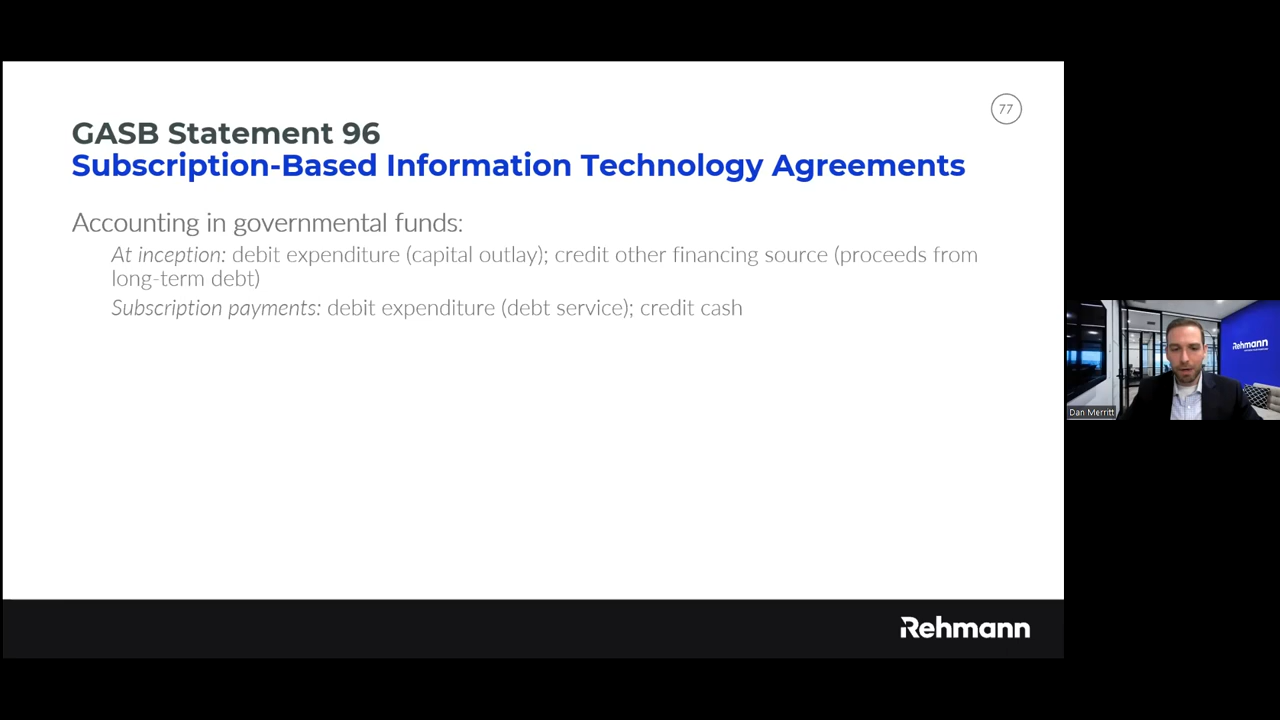 77
GASB Statement 96
Subscription-Based Information Technology Agreements
Accounting in governmental funds:
At inception: debit expenditure (capital outlay); credit other financing source (proceeds from
long-term debt)
Subscription payments: debit expenditure (debt service); credit cash
Rehmann
Rehmann
Dan Merritt